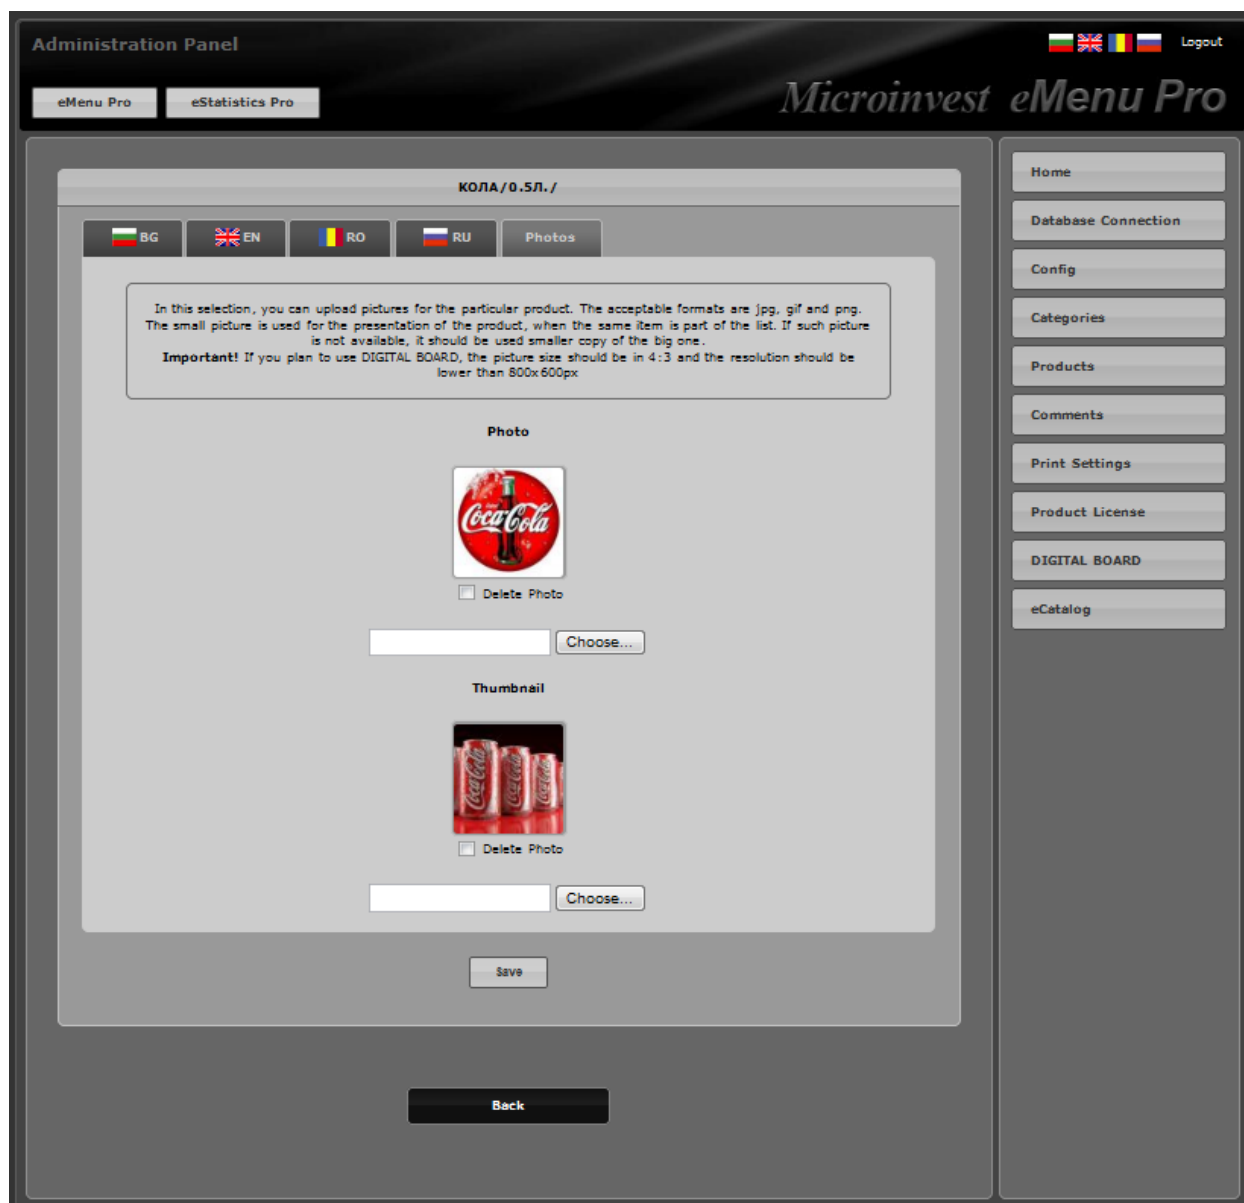 Administration Panel
Logout
eMenu Pro
eStatistics Pro
Microinvest eMenu Pro
КОЛА/0.5Л./
BG
EN
RO
RU
Photos
In this selection, you can upload pictures for the particular product. The acceptable formats are jpg, gif and png.
The small picture is used for the presentation of the product, when the same item is part of the list. If such picture
is not available, it should be used smaller copy of the big one.
Important! If you plan to use DIGITAL BOARD, the picture size should be in 4:3 and the resolution should be
lower than 800x600px
Photo
Coca-Cola
Delete Photo
Choose...
Thumbnail
Coca-Cola
Coca-Cola
Coca-Cola
Delete Photo
Choose...
Save
Back
Home
Database Connection
Config
Categories
Products
Comments
Print Settings
Product License
DIGITAL BOARD
eCatalog